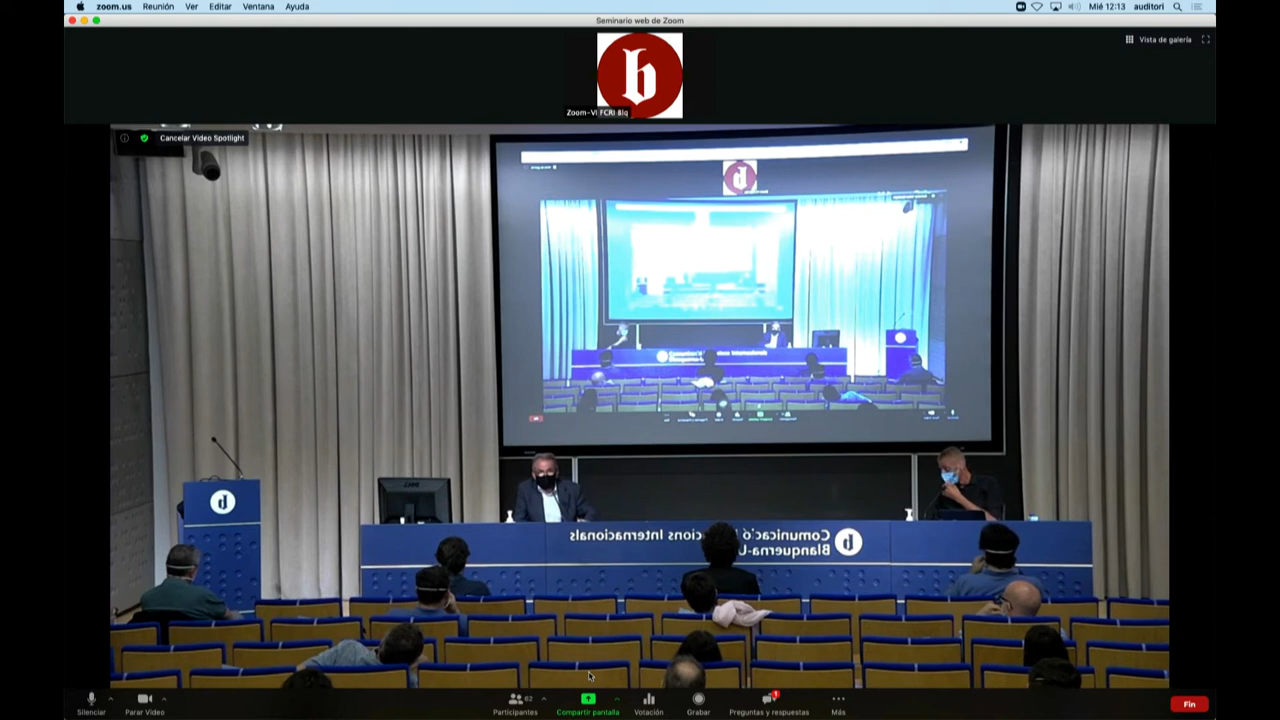 zoom.us Reunión Ver Editar Ventana Ayuda Mié 12:13 auditori
Seminario web de Zoom
Vista de galería
b
Zoom-VI FCRI Blq
Cancelar Video Spotlight
b
Comunicació
Internacionals
Blanquerna-U
b
Silenciar Parar Video Participantes 62 Compartir pantalla Votación Grabar Preguntas y respuestas 1 Más Fin